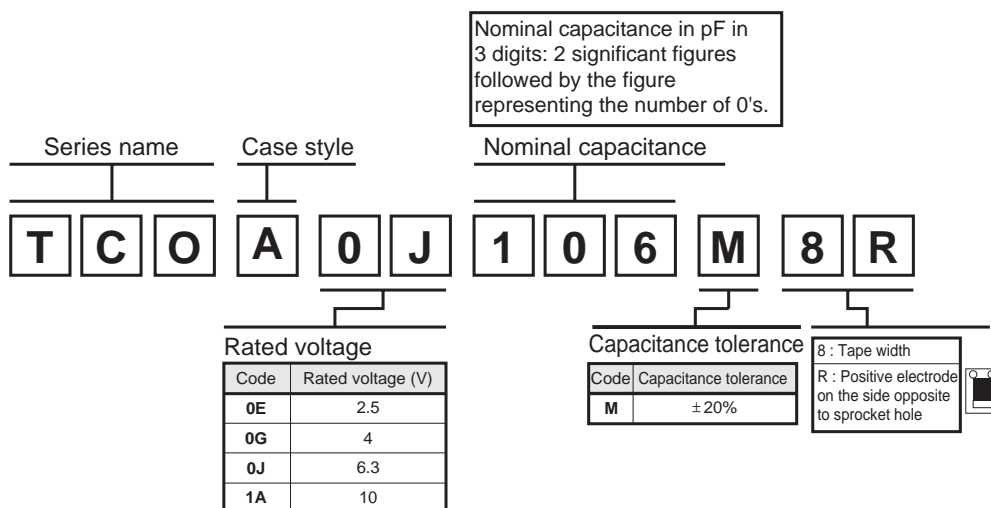 Nominal capacitance in pF in
3 digits: 2 significant figures
followed by the figure
representing the number of 0's.
Series name Case style Nominal capacitance
T C O A 0 J 1 0 6 M 8 R
Rated voltage
Code Rated voltage (V)
0E 2.5
0G 4
0J 6.3
1A 10
Capacitance tolerance
Code Capacitance tolerance
M ±20%
8 : Tape width
R : Positive electrode
on the side opposite
to sprocket hole